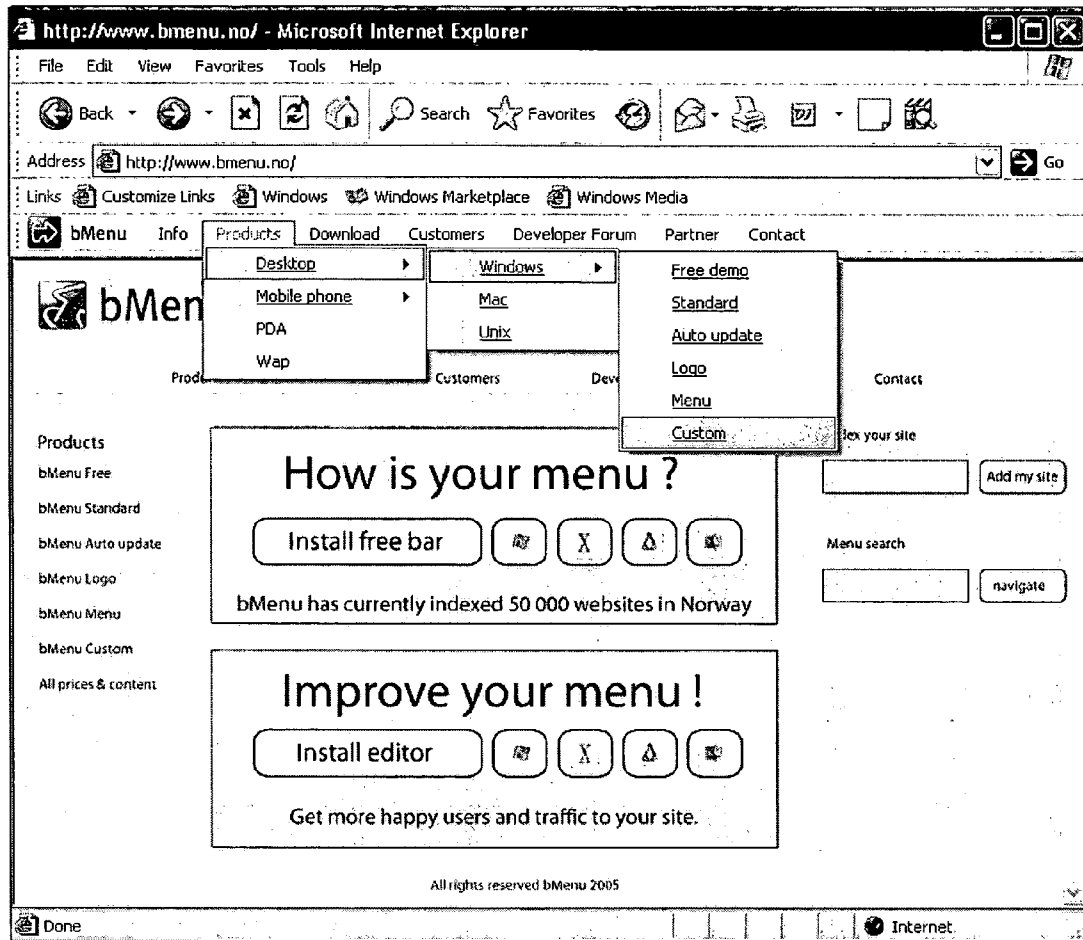 http://www.bmenu.no/ - Microsoft Internet Explorer
File Edit View Favorites Tools Help
Back Search Favorites
Address http://www.bmenu.no/ Go
Links Customize Links Windows Windows Marketplace Windows Media
bMenu Info Products Download Customers Developer Forum Partner Contact
Desktop Windows Free demo
Mobile phone Mac Standard
PDA Unix Auto update
Wap Logo
Menu
Custom
bMen
Customers Contact
Products
bMenu Free
bMenu Standard
bMenu Auto update
bMenu Logo
bMenu Menu
bMenu Custom
All prices & content
How is your menu ?
Install free bar X
bMenu has currently indexed 50 000 websites in Norway
Improve your menu !
Install editor X
Get more happy users and traffic to your site.
your site
Add my site
Menu search
navigate
All rights reserved bMenu 2005
Done Internet